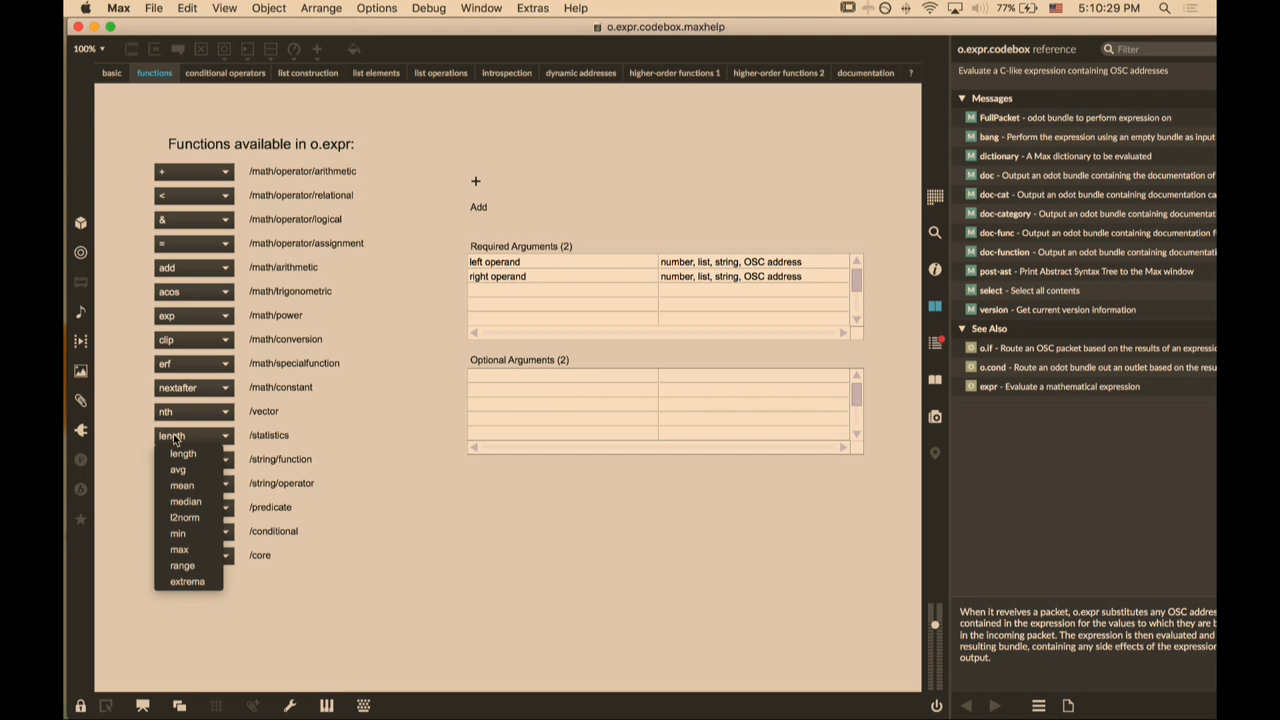 Max File Edit View Object Arrange Options Debug Window Extras Help 77% 5:10:29 PM
o.expr.codebox.maxhelp
100%
basic functions conditional operators list construction list elements list operations introspection dynamic addresses higher-order functions 1 higher-order functions 2 documentation ?
o.expr.codebox reference Filter
Evaluate a C-like expression containing OSC addresses
Messages
FullPacket - odot bundle to perform expression on
bang - Perform the expression using an empty bundle as input
dictionary - A Max dictionary to be evaluated
doc - Output an odot bundle containing the documentation of
doc-cat - Output an odot bundle containing documentation ca
doc-category - Output an odot bundle containing documentat
doc-func - Output an odot bundle containing documentation f
doc-function - Output an odot bundle containing documentati
post-ast - Print Abstract Syntax Tree to the Max window
select - Select all contents
version - Get current version information
See Also
o.if - Route an OSC packet based on the results of an expressic
o.cond - Route an odot bundle out an outlet based on the resu
expr - Evaluate a mathematical expression
When it reveives a packet, o.expr substitutes any OSC addres
contained in the expression for the values to which they are b
in the incoming packet. The expression is then evaluated and
resulting bundle, containing any side effects of the expression
output.
Functions available in o.expr:
+ /math/operator/arithmetic
< /math/operator/relational
& /math/operator/logical
= /math/operator/assignment
add /math/arithmetic
acos /math/trigonometric
exp /math/power
clip /math/conversion
erf /math/specialfunction
nextafter /math/constant
nth /vector
length /statistics
/string/function
/string/operator
/predicate
/conditional
/core
length
avg
mean
median
l2norm
min
max
range
extrema
+
Add
Required Arguments (2)
left operand number, list, string, OSC address
right operand number, list, string, OSC address
Optional Arguments (2)